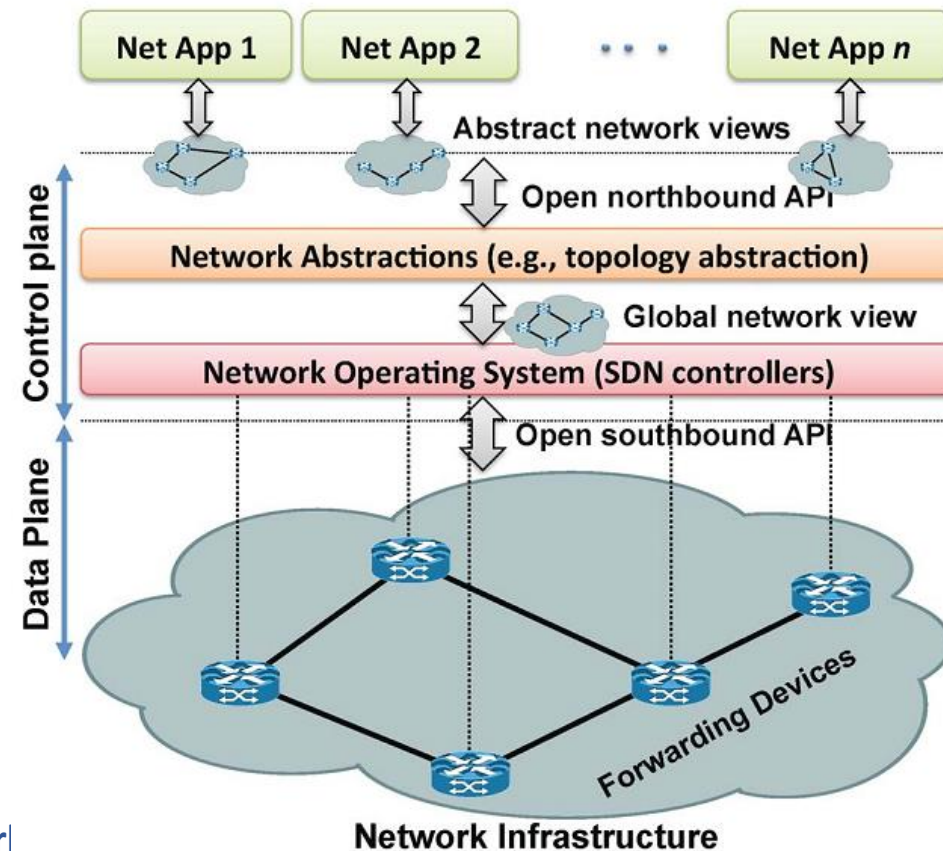 Net App 1
Net App 2
Net App n
Abstract network views
Open northbound API
Network Abstractions (e.g., topology abstraction)
Global network view
Network Operating System (SDN controllers)
Open southbound API
Control plane
Data Plane
Forwarding Devices
Network Infrastructure
r